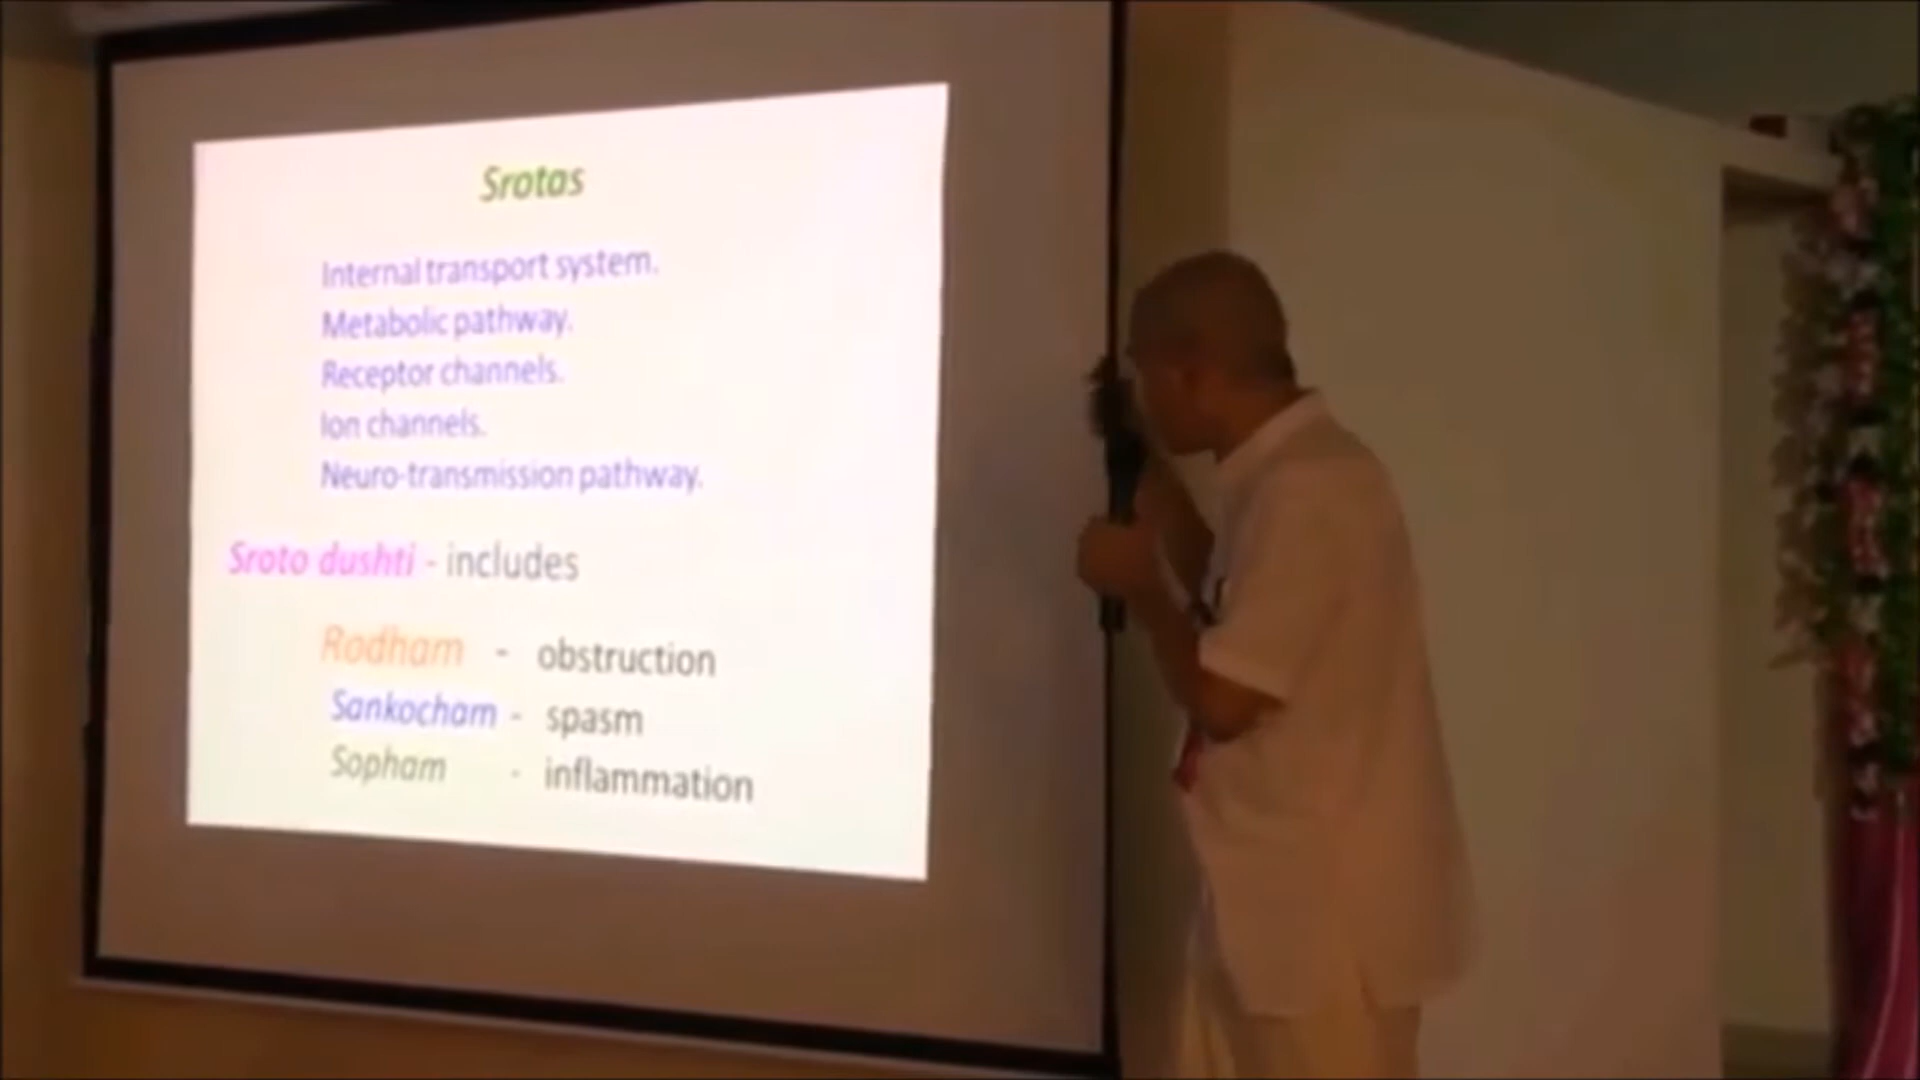 Srotas
Internal transport system.
Metabolic pathway.
Receptor channels.
Ion channels.
Neuro-transmission pathway.
Sroto dushti - includes
Rodham - obstruction
Sankocham - spasm
Sopham - inflammation